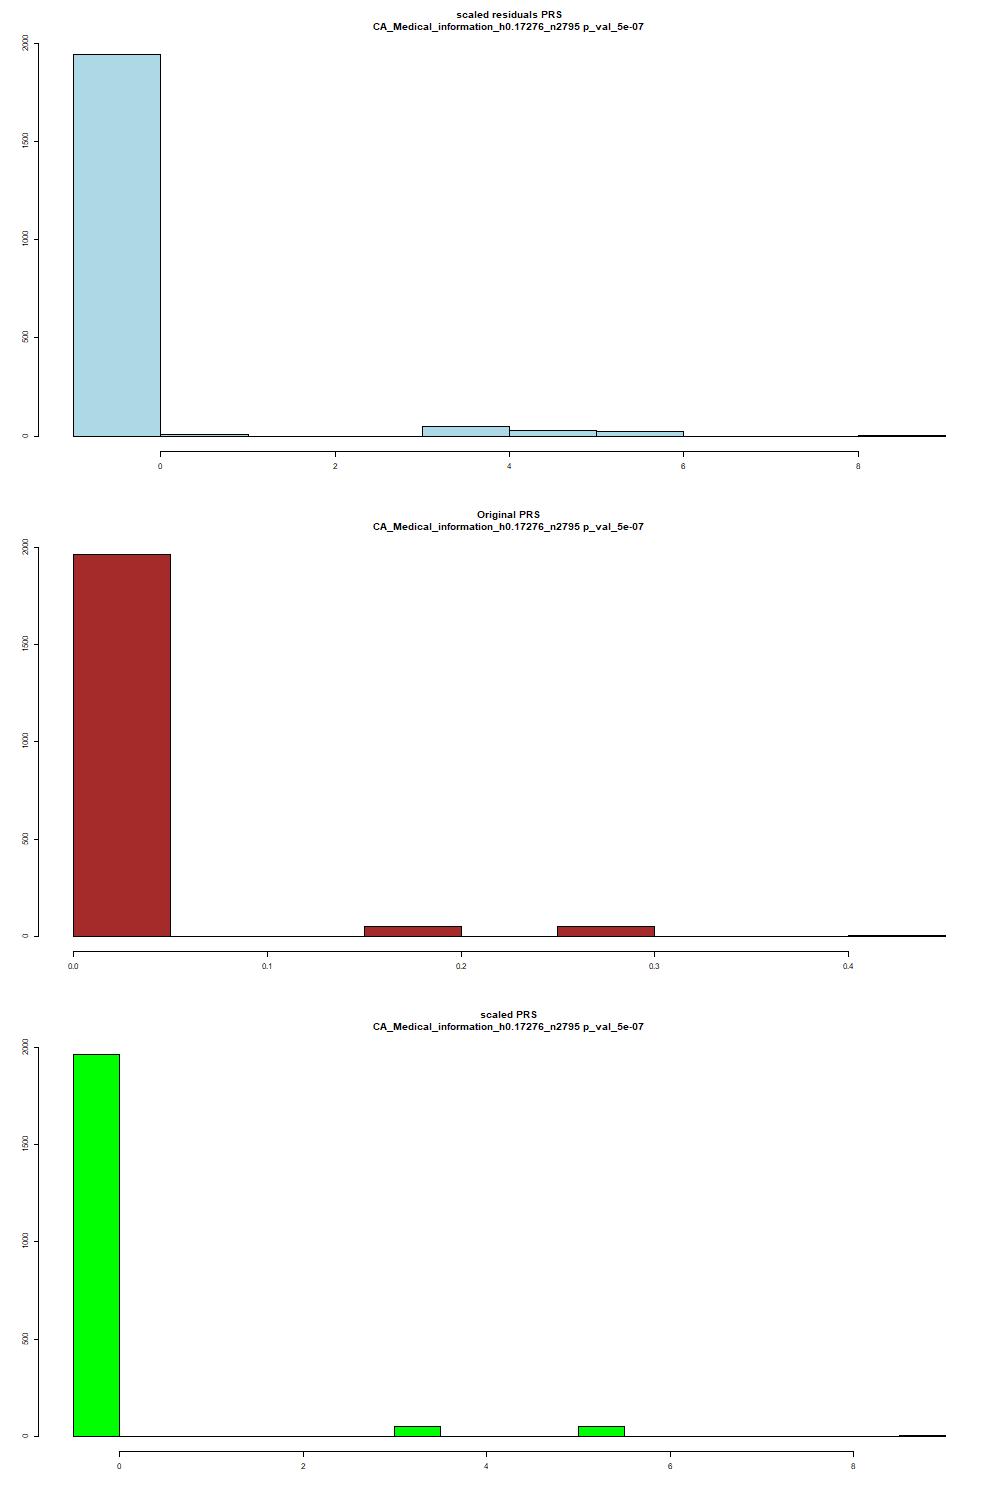 scaled residuals PRS
CA_Medical_information_h0.17276_n2795 p_val_5e-07
2000
1500
1000
500
0
0 2 4 6 8
Original PRS
CA_Medical_information_h0.17276_n2795 p_val_5e-07
2000
1500
1000
500
0
0.0 0.1 0.2 0.3 0.4
scaled PRS
CA_Medical_information_h0.17276_n2795 p_val_5e-07
2000
1500
1000
500
0
0 2 4 6 8